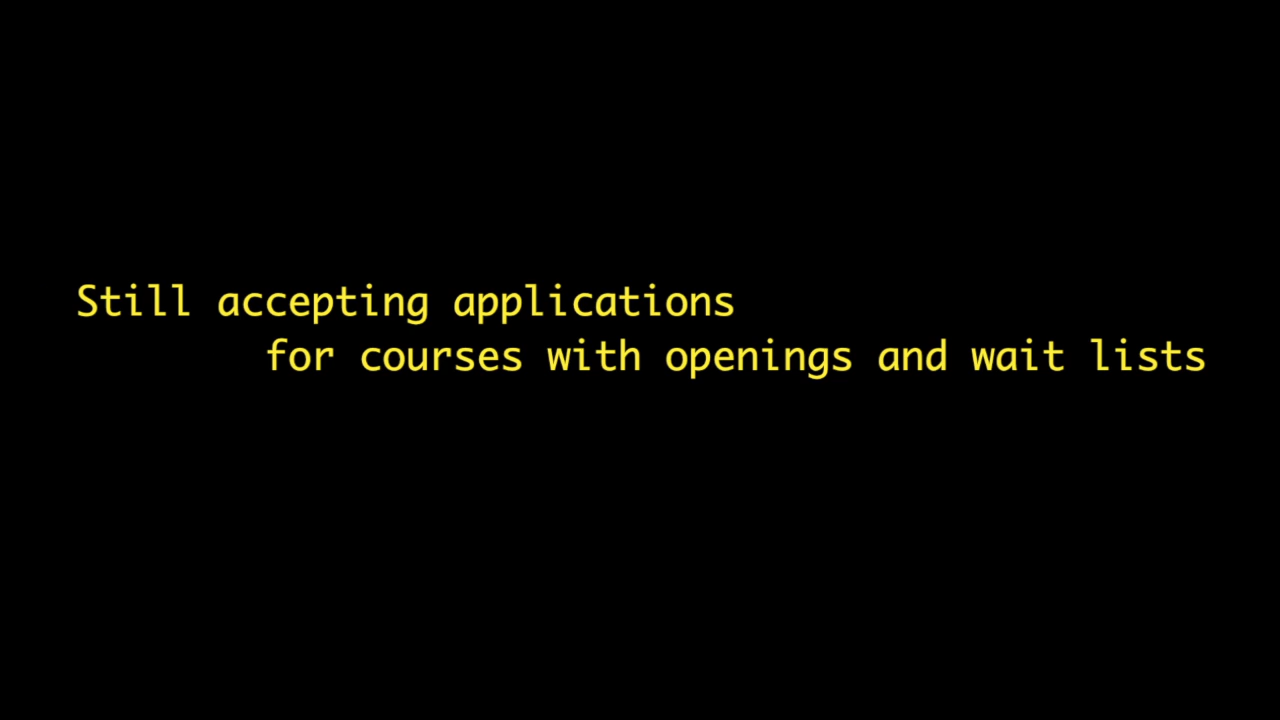 Still accepting applications
for courses with openings and wait lists